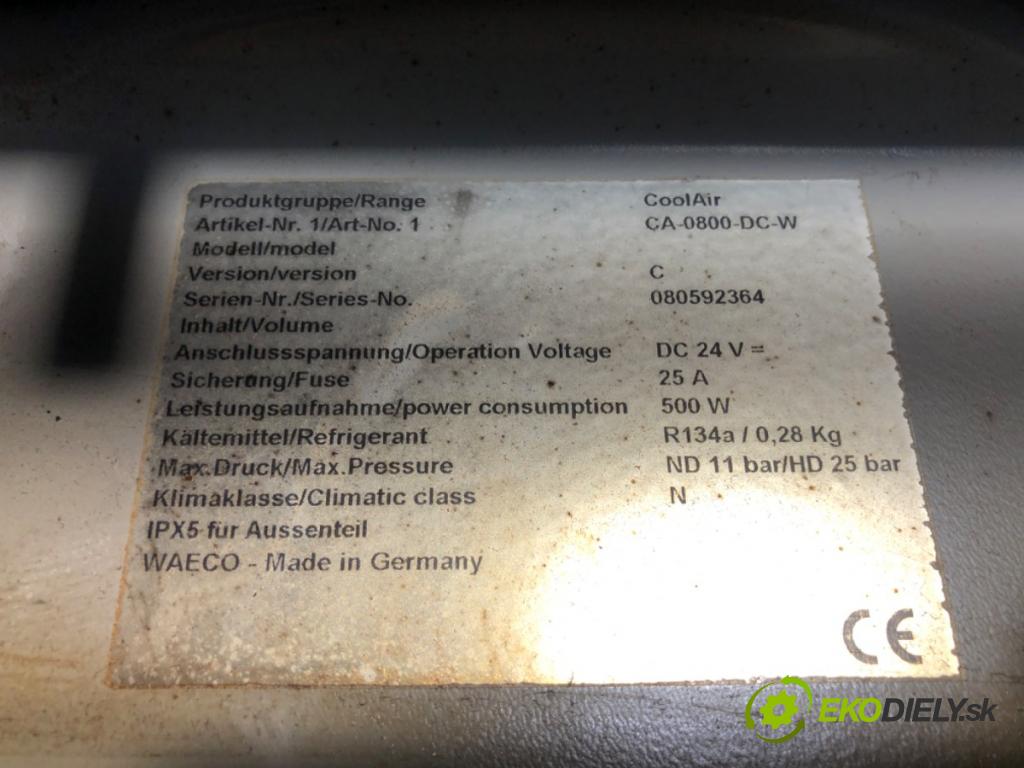 Produktgruppe/Range CoolAir
Artikel-Nr. 1/Art-No. 1 CA-0800-DC-W
Modell/model
Version/version C
Serien-Nr./Series-No. 080592364
Inhalt/Volume
Anschlussspannung/Operation Voltage DC 24 V =
Sicherung/Fuse 25 A
Leistungsaufnahme/power consumption 500 W
Kältemittel/Refrigerant R134a / 0,28 Kg
Max.Druck/Max.Pressure ND 11 bar/HD 25 bar
Klimaklasse/Climatic class N
IPX5 für Aussenteil
WAECO - Made in Germany
CE
EKODIELY.sk